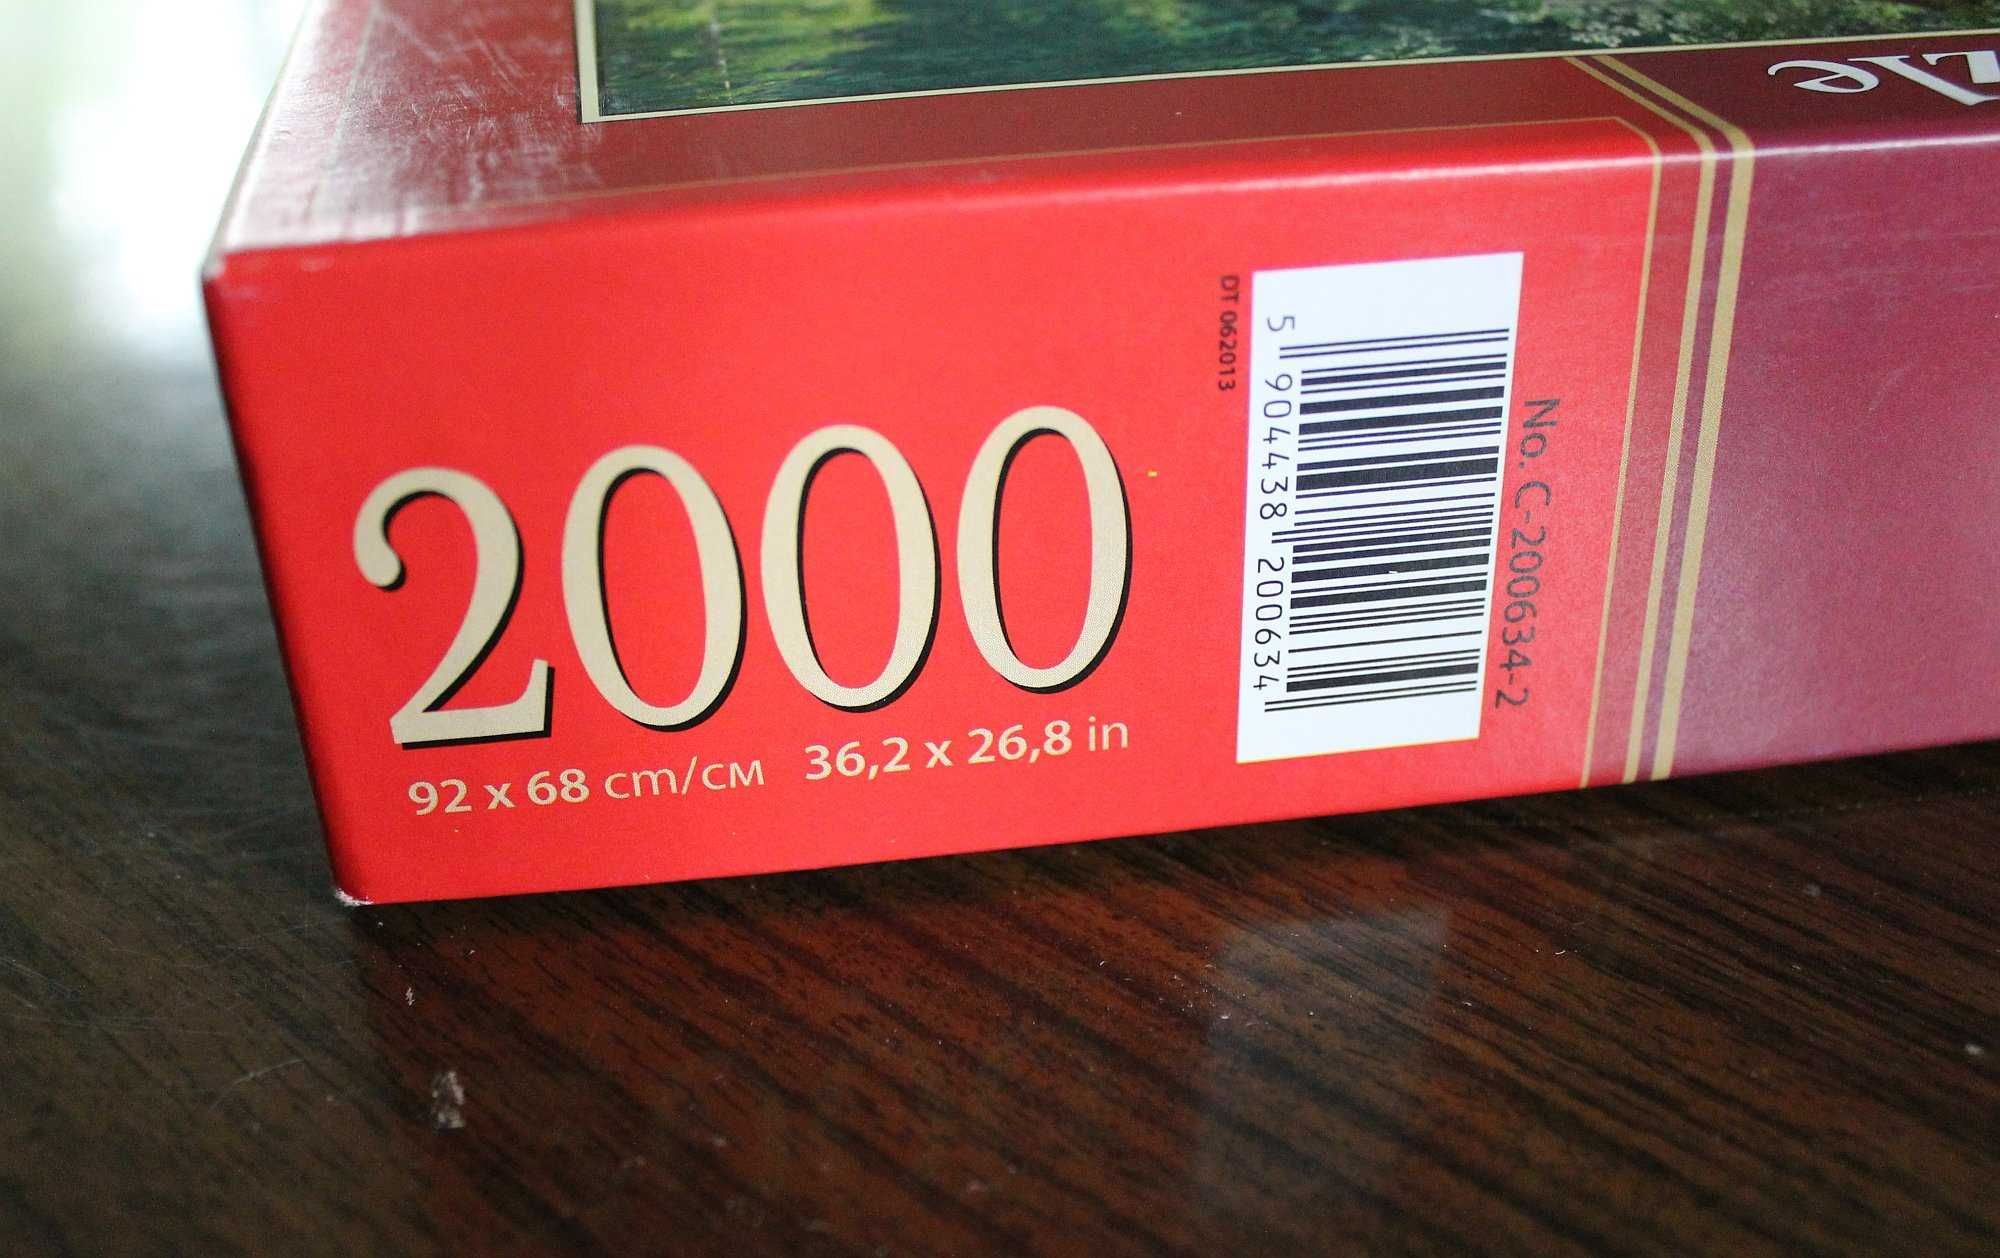 2000
92 x 68 cm/см 36,2 x 26,8 in
DT 062013
5 904438 200634
No. C-200634-2